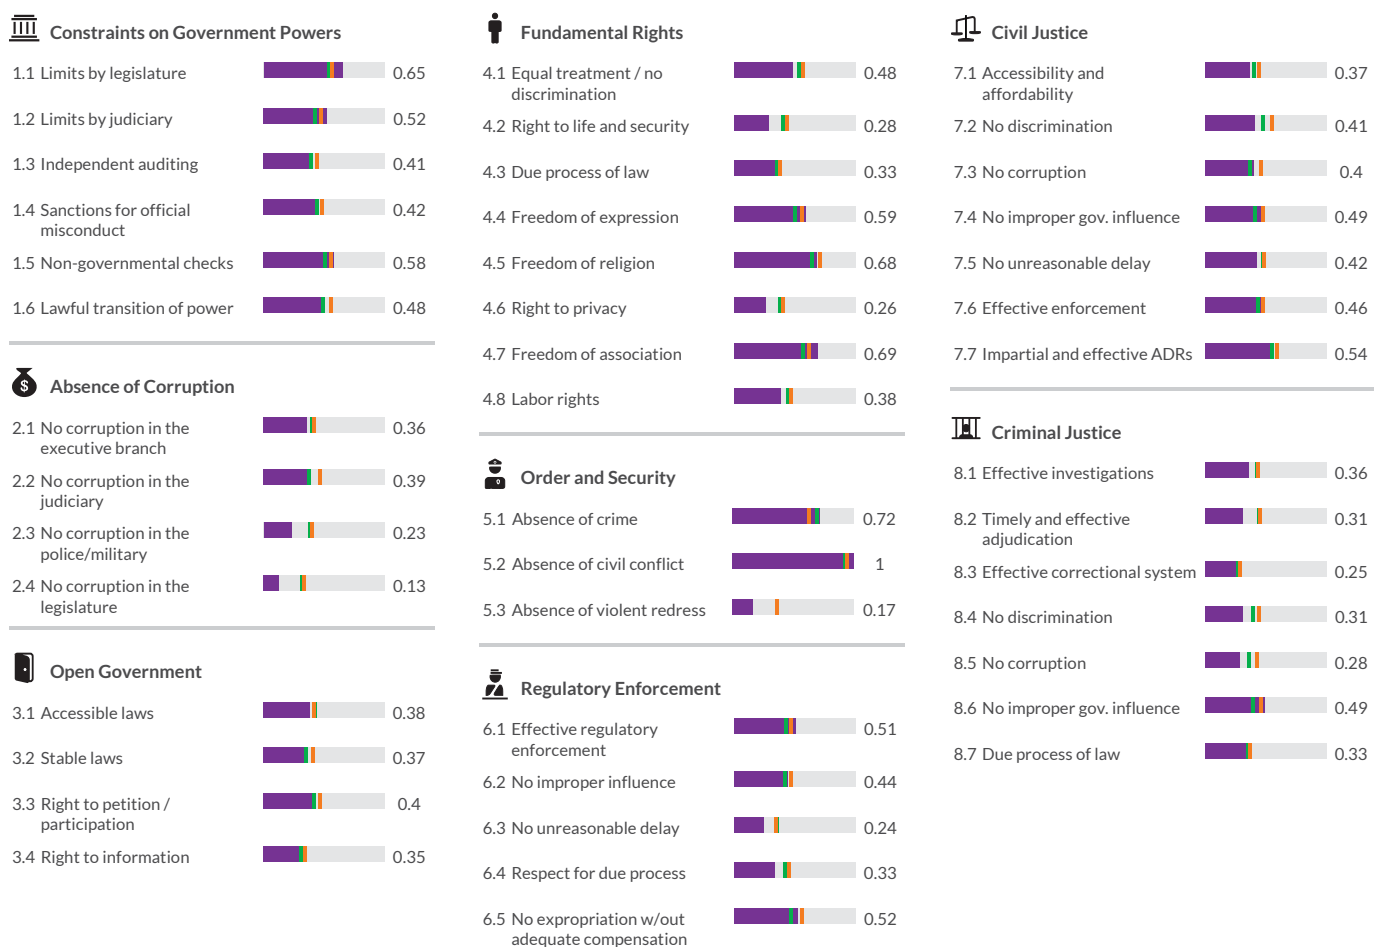 Constraints on Government Powers
1.1 Limits by legislature 0.65
1.2 Limits by judiciary 0.52
1.3 Independent auditing 0.41
1.4 Sanctions for official 0.42
misconduct
1.5 Non-governmental checks 0.58
1.6 Lawful transition of power 0.48
$ Absence of Corruption
2.1 No corruption in the 0.36
executive branch
2.2 No corruption in the 0.39
judiciary
2.3 No corruption in the 0.23
police/military
2.4 No corruption in the 0.13
legislature
Open Government
3.1 Accessible laws 0.38
3.2 Stable laws 0.37
3.3 Right to petition / 0.4
participation
3.4 Right to information 0.35
Fundamental Rights
4.1 Equal treatment / no 0.48
discrimination
4.2 Right to life and security 0.28
4.3 Due process of law 0.33
4.4 Freedom of expression 0.59
4.5 Freedom of religion 0.68
4.6 Right to privacy 0.26
4.7 Freedom of association 0.69
4.8 Labor rights 0.38
Order and Security
5.1 Absence of crime 0.72
5.2 Absence of civil conflict 1
5.3 Absence of violent redress 0.17
Regulatory Enforcement
6.1 Effective regulatory 0.51
enforcement
6.2 No improper influence 0.44
6.3 No unreasonable delay 0.24
6.4 Respect for due process 0.33
6.5 No expropriation w/out 0.52
adequate compensation
Civil Justice
7.1 Accessibility and 0.37
affordability
7.2 No discrimination 0.41
7.3 No corruption 0.4
7.4 No improper gov. influence 0.49
7.5 No unreasonable delay 0.42
7.6 Effective enforcement 0.46
7.7 Impartial and effective ADRs 0.54
Criminal Justice
8.1 Effective investigations 0.36
8.2 Timely and effective 0.31
adjudication
8.3 Effective correctional system 0.25
8.4 No discrimination 0.31
8.5 No corruption 0.28
8.6 No improper gov. influence 0.49
8.7 Due process of law 0.33